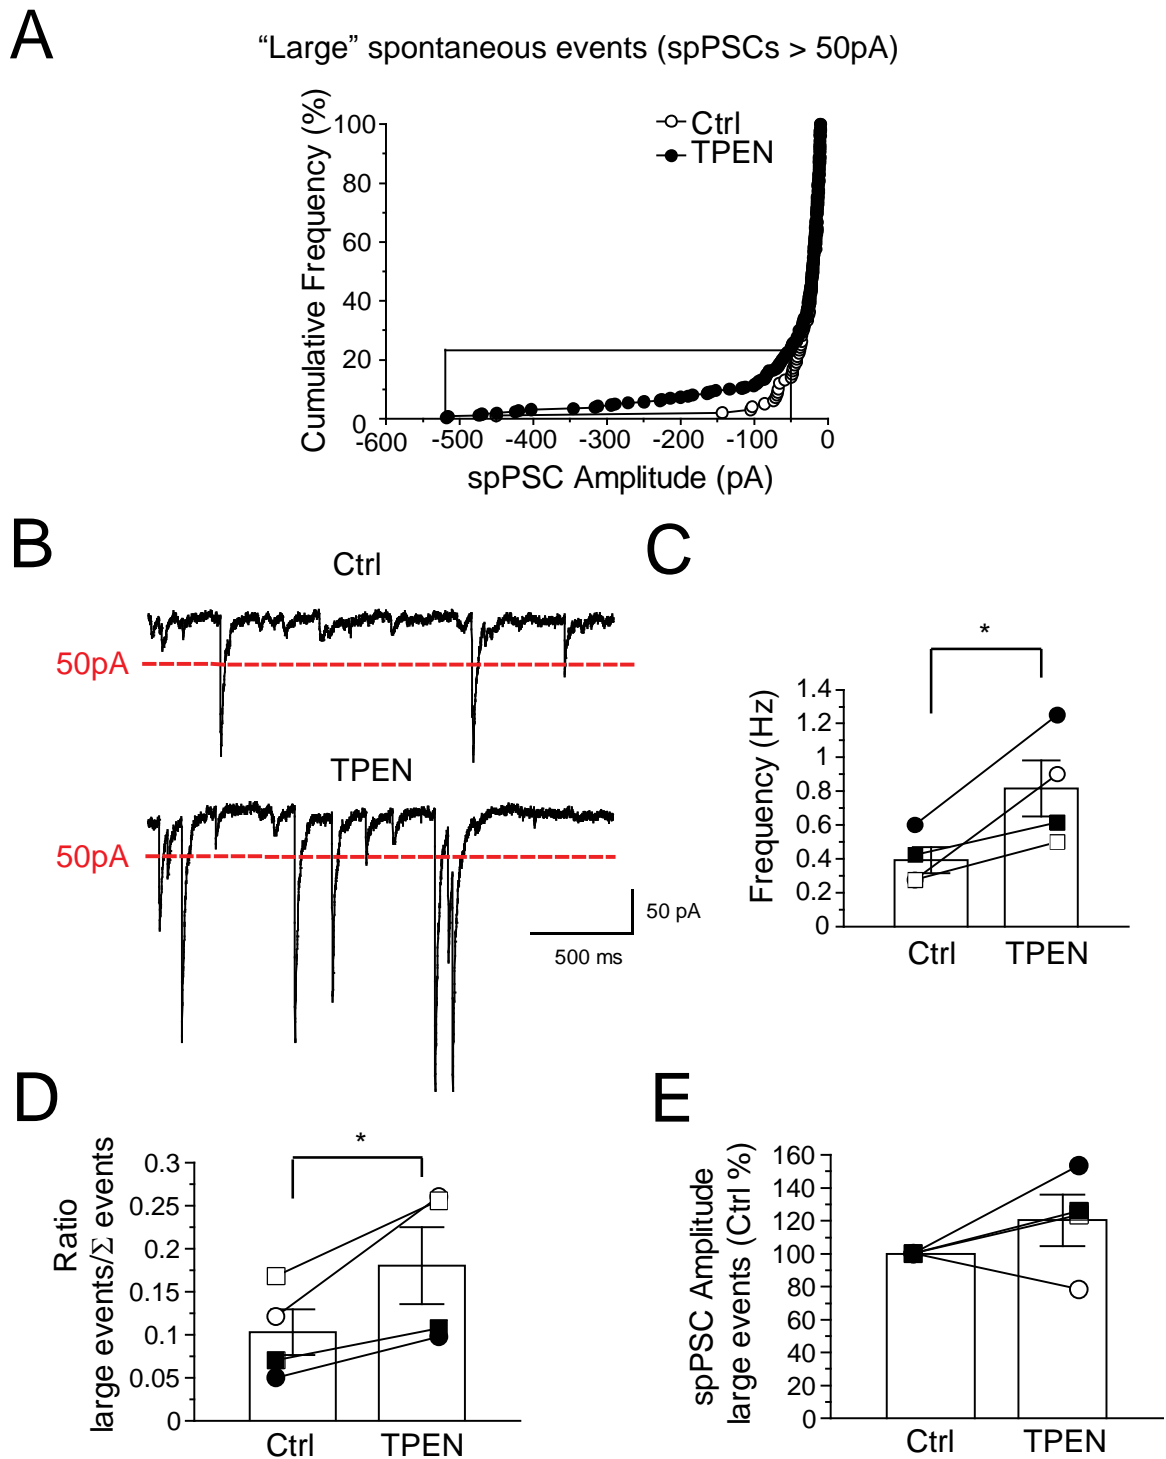 A
“Large” spontaneous events (spPSCs > 50pA)
Cumulative Frequency (%)
100
80
60
40
20
0
Ctrl
TPEN
-600 -500 -400 -300 -200 -100 0
spPSC Amplitude (pA)
B
Ctrl
50pA
TPEN
50pA
50 pA
500 ms
C
*
Frequency (Hz)
1.4
1.2
1
0.8
0.6
0.4
0.2
0
Ctrl TPEN
D
*
Ratio
large events/Σ events
0.3
0.25
0.2
0.15
0.1
0.05
0
Ctrl TPEN
E
spPSC Amplitude
large events (Ctrl %)
160
140
120
100
80
60
40
20
0
Ctrl TPEN